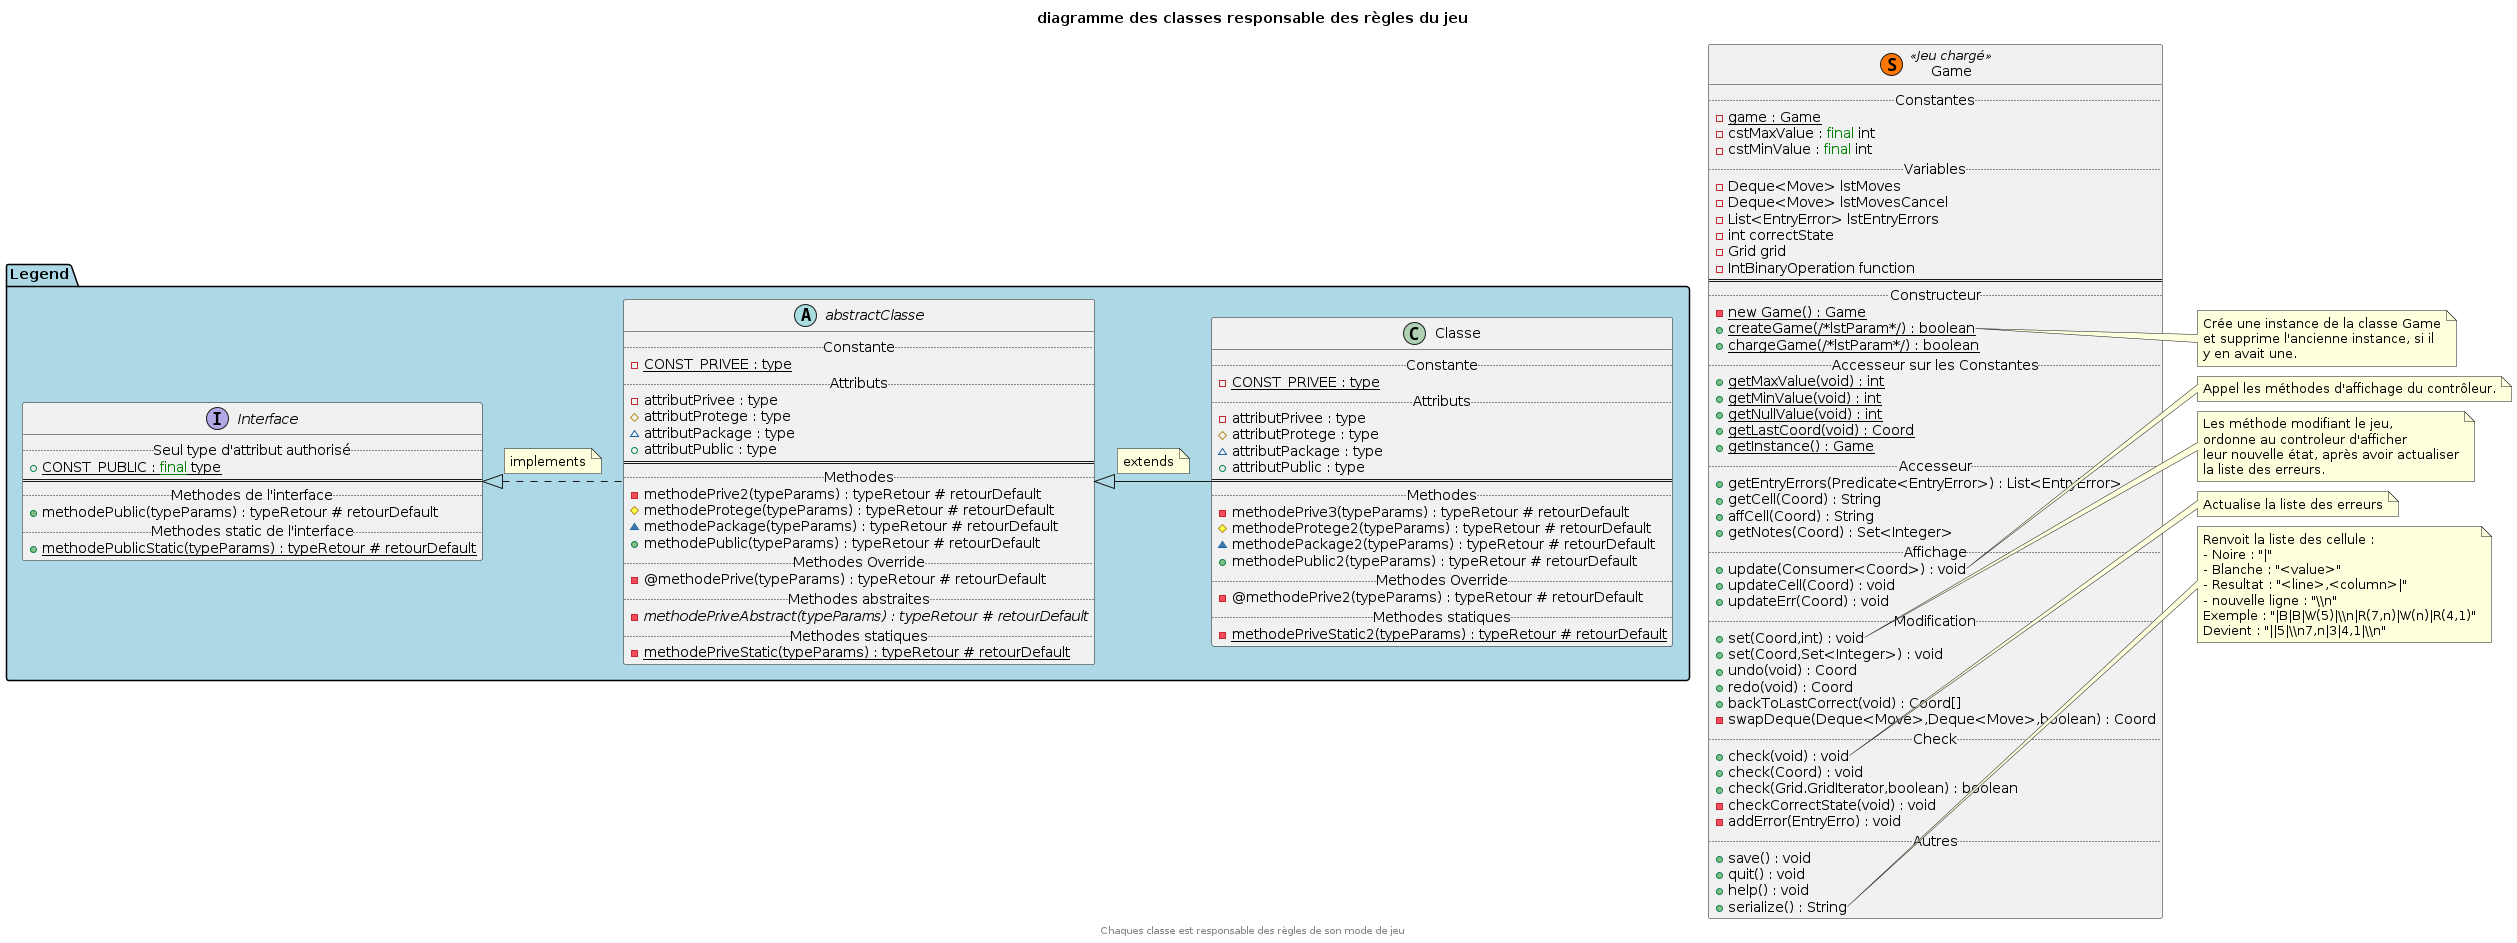 diagramme des classes responsable des règles du jeu
Legend
I Interface
Seul type d'attribut authorisé
CONST_PUBLIC : final type
Methodes de l'interface
methodePublic(typeParams) : typeRetour # retourDefault
Methodes static de l'interface
methodePublicStatic(typeParams) : typeRetour # retourDefault
implements
A abstractClasse
Constante
CONST_PRIVEE : type
Attributs
attributPrivee : type
attributProtege : type
attributPackage : type
attributPublic : type
Methodes
methodePrive2(typeParams) : typeRetour # retourDefault
methodeProtege(typeParams) : typeRetour # retourDefault
methodePackage(typeParams) : typeRetour # retourDefault
methodePublic(typeParams) : typeRetour # retourDefault
Methodes Override
@methodePrive(typeParams) : typeRetour # retourDefault
Methodes abstraites
methodePriveAbstract(typeParams) : typeRetour # retourDefault
Methodes statiques
methodePriveStatic(typeParams) : typeRetour # retourDefault
extends
C Classe
Constante
CONST_PRIVEE : type
Attributs
attributPrivee : type
attributProtege : type
attributPackage : type
attributPublic : type
Methodes
methodePrive3(typeParams) : typeRetour # retourDefault
methodeProtege2(typeParams) : typeRetour # retourDefault
methodePackage2(typeParams) : typeRetour # retourDefault
methodePublic2(typeParams) : typeRetour # retourDefault
Methodes Override
@methodePrive2(typeParams) : typeRetour # retourDefault
Methodes statiques
methodePriveStatic2(typeParams) : typeRetour # retourDefault
S «Jeu chargé»
Game
Constantes
game : Game
cstMaxValue : final int
cstMinValue : final int
Variables
Deque<Move> lstMoves
Deque<Move> lstMovesCancel
List<EntryError> lstEntryErrors
int correctState
Grid grid
IntBinaryOperation function
Constructeur
new Game() : Game
createGame(/*lstParam*/) : boolean
chargeGame(/*lstParam*/) : boolean
Accesseur sur les Constantes
getMaxValue(void) : int
getMinValue(void) : int
getNullValue(void) : int
getLastCoord(void) : Coord
getInstance() : Game
Accesseur
getEntryErrors(Predicate<EntryError>) : List<EntryError>
getCell(Coord) : String
affCell(Coord) : String
getNotes(Coord) : Set<Integer>
Affichage
update(Consumer<Coord>) : void
updateCell(Coord) : void
updateErr(Coord) : void
Modification
set(Coord,int) : void
set(Coord,Set<Integer>) : void
undo(void) : Coord
redo(void) : Coord
backToLastCorrect(void) : Coord[]
swapDeque(Deque<Move>,Deque<Move>,boolean) : Coord
Check
check(void) : void
check(Coord) : void
check(Grid.GridIterator,boolean) : boolean
checkCorrectState(void) : void
addError(EntryErro) : void
Autres
save() : void
quit() : void
help() : void
serialize() : String
Crée une instance de la classe Game
et supprime l'ancienne instance, si il
y en avait une.
Appel les méthodes d'affichage du contrôleur.
Les méthode modifiant le jeu,
ordonne au controleur d'afficher
leur nouvelle état, après avoir actualiser
la liste des erreurs.
Actualise la liste des erreurs
Renvoit la liste des cellule :
- Noire : "|"
- Blanche : "<value>"
- Resultat : "<line>,<column>|"
- nouvelle ligne : "\\n"
Exemple : "|B|B|W(5)|\\n|R(7,n)|W(n)|R(4,1)"
Devient : "||5|\\n7,n|3|4,1|\\n"
Chaques classe est responsable des règles de son mode de jeu